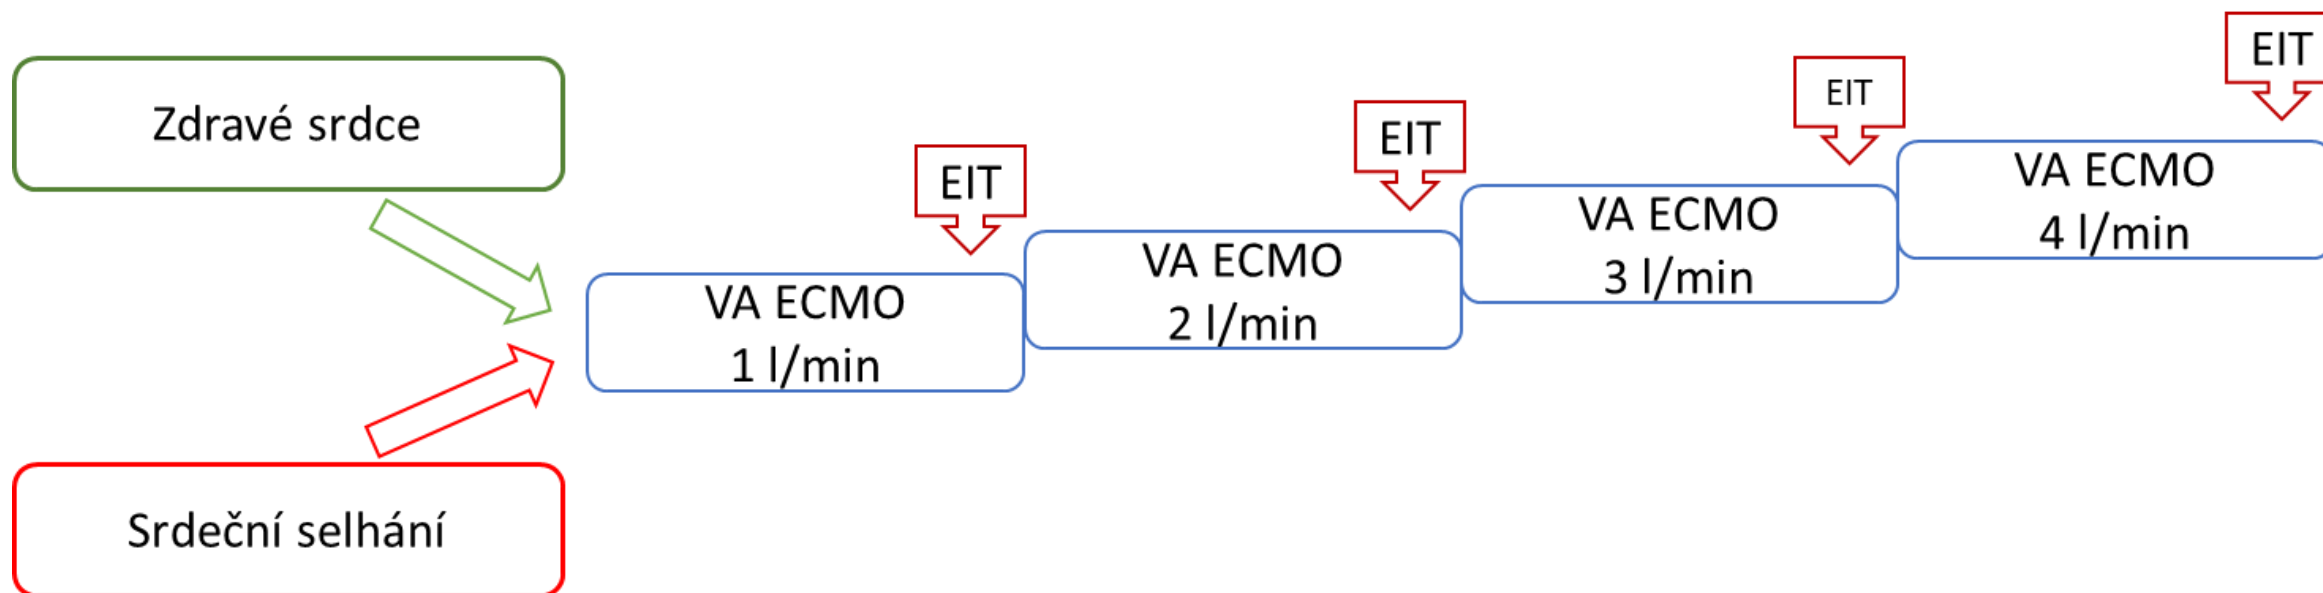 Zdravé srdce
Srdeční selhání
EIT
VA ECMO
1 l/min
EIT
VA ECMO
2 l/min
EIT
VA ECMO
3 l/min
EIT
VA ECMO
4 l/min